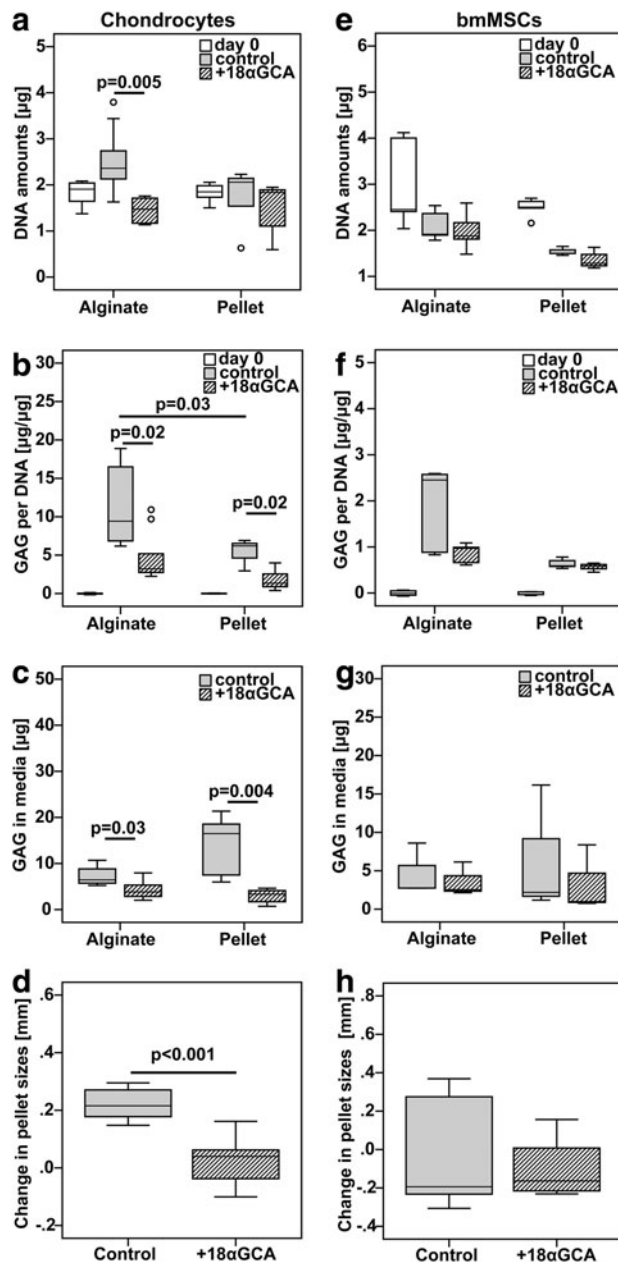 Chondrocytes
bmMSCs
a
DNA amounts [µg]
5
4
3
2
1
0
day 0
control
+18αGCA
p=0.005
Alginate Pellet
e
DNA amounts [µg]
6
5
4
3
2
1
day 0
control
+18αGCA
Alginate Pellet
b
GAG per DNA [µg/µg]
30
25
20
15
10
5
0
day 0
control
+18αGCA
p=0.03
p=0.02
p=0.02
Alginate Pellet
f
GAG per DNA [µg/µg]
5
4
3
2
1
0
day 0
control
+18αGCA
Alginate Pellet
c
GAG in media [µg]
50
40
30
20
10
0
control
+18αGCA
p=0.03
p=0.004
Alginate Pellet
g
GAG in media [µg]
30
25
20
15
10
5
0
control
+18αGCA
Alginate Pellet
d
Change in pellet sizes [mm]
.6
.4
.2
.0
-.2
p<0.001
Control +18αGCA
h
Change in pellet sizes [mm]
.8
.6
.4
.2
.0
-.2
-.4
Control +18αGCA